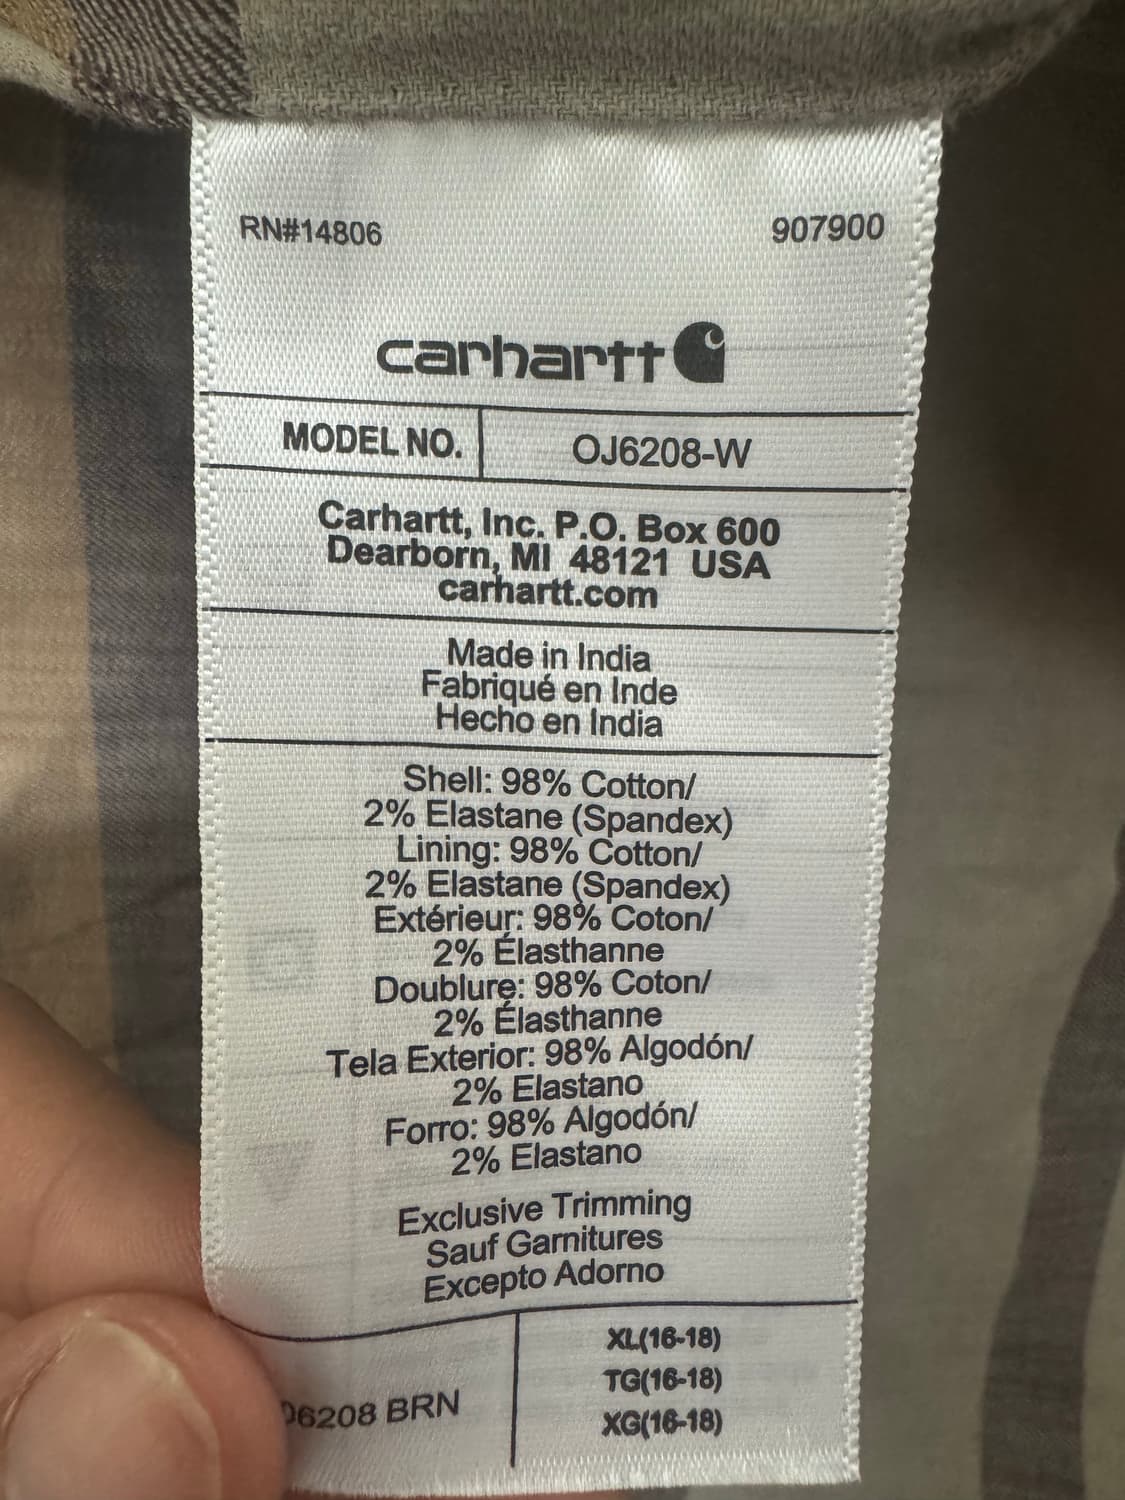 RN#14806 907900
carhartt
MODEL NO. OJ6208-W
Carhartt, Inc. P.O. Box 600
Dearborn, MI 48121 USA
carhartt.com
Made in India
Fabriqué en Inde
Hecho en India
Shell: 98% Cotton/
2% Elastane (Spandex)
Lining: 98% Cotton/
2% Elastane (Spandex)
Extérieur: 98% Coton/
2% Élasthanne
Doublure: 98% Coton/
2% Élasthanne
Tela Exterior: 98% Algodón/
2% Elastano
Forro: 98% Algodón/
2% Elastano
Exclusive Trimming
Sauf Garnitures
Excepto Adorno
XL(16-18)
TG(16-18)
BRN
XG(16-18)